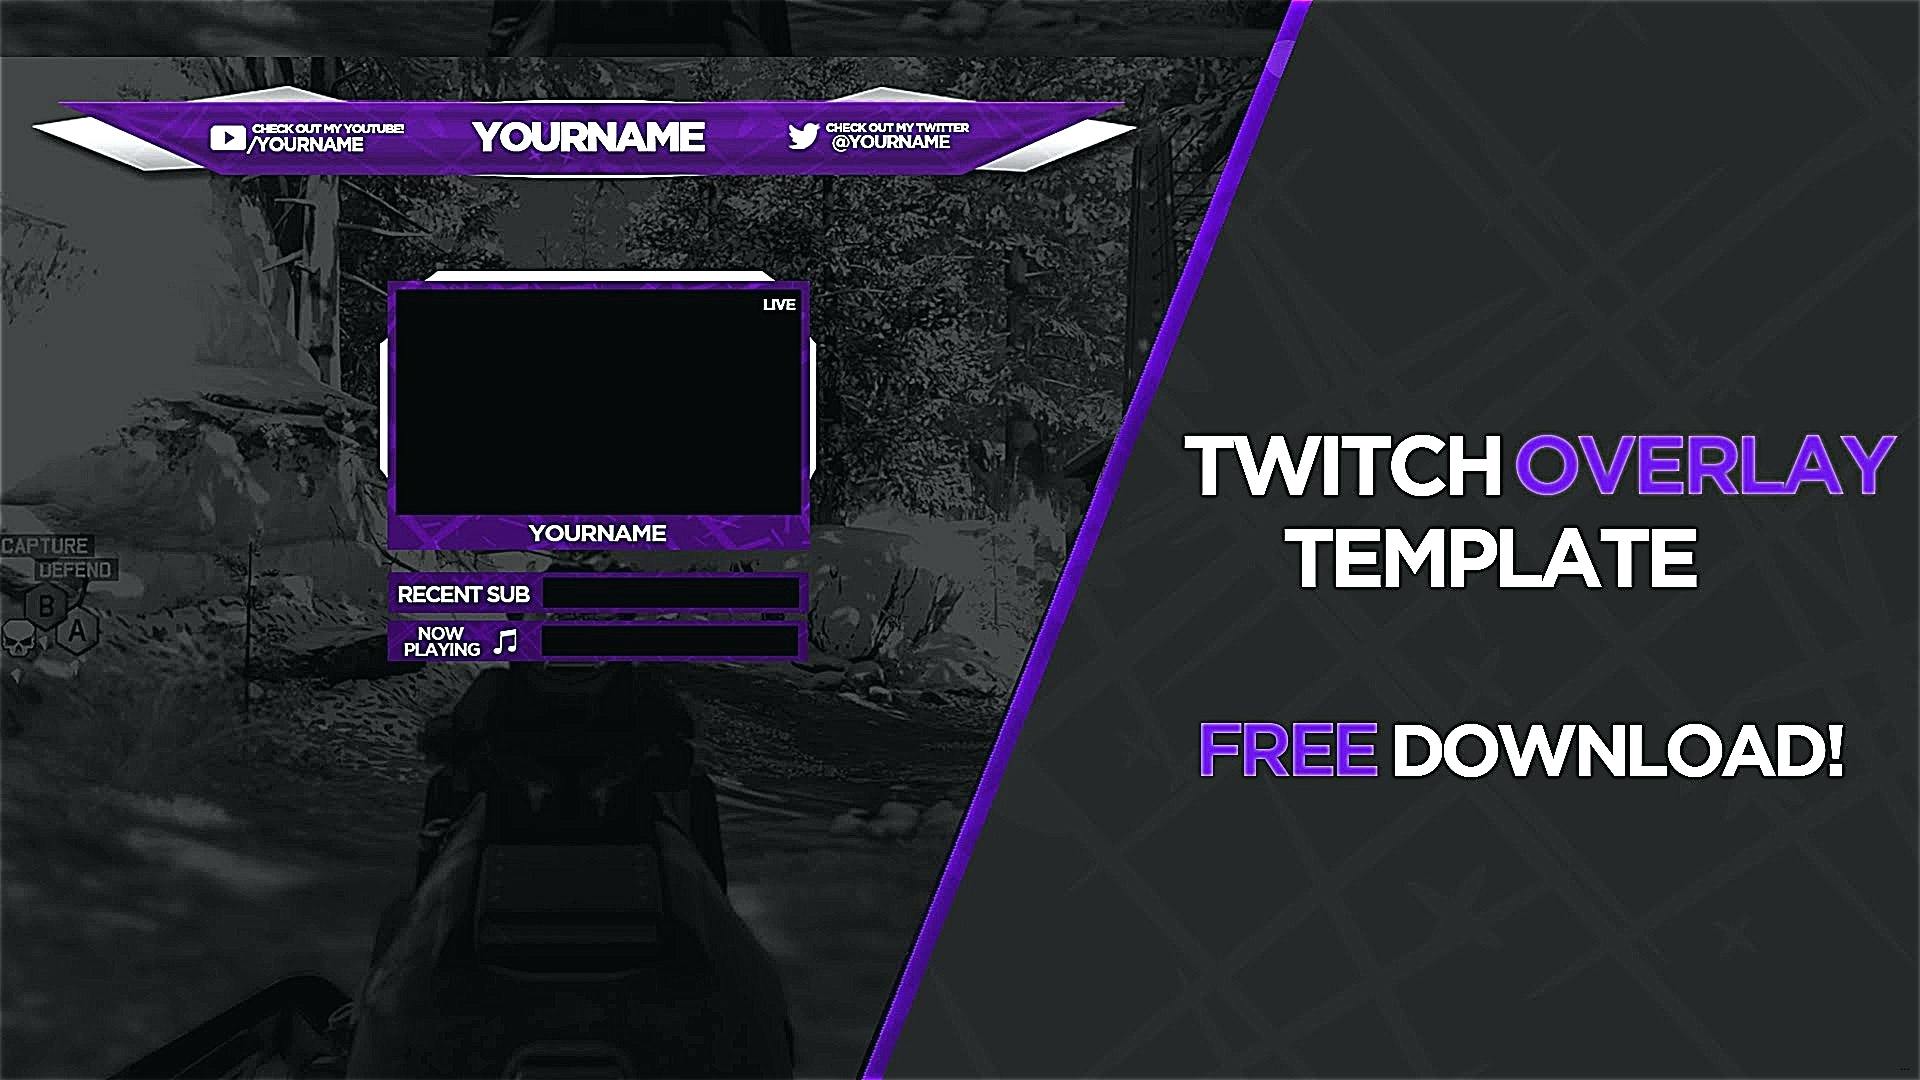 CHECK OUT MY YOUTUBE!
/YOURNAME
YOURNAME
CHECK OUT MY TWITTER
@YOURNAME
LIVE
YOURNAME
RECENT SUB
NOW
PLAYING
CAPTURE
DEFEND
B
A
TWITCH OVERLAY
TEMPLATE
FREE DOWNLOAD!